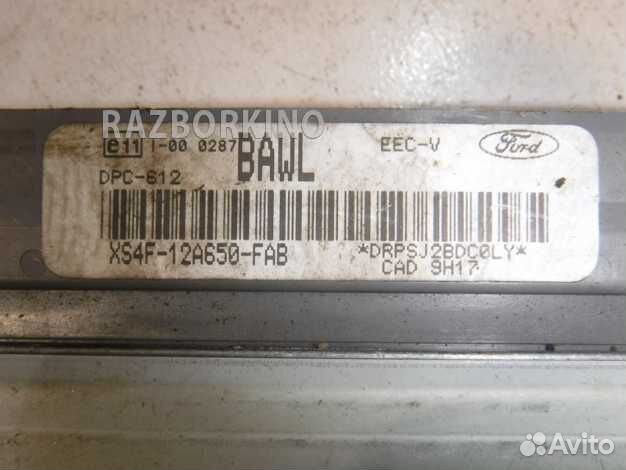 RAZBORKINO
e11 I-00 0287 BAWL EEC-V Ford
DPC-612
XS4F-12A650-FAB *DRPSJ2BDC0LY*
CAD 9H17
Avito